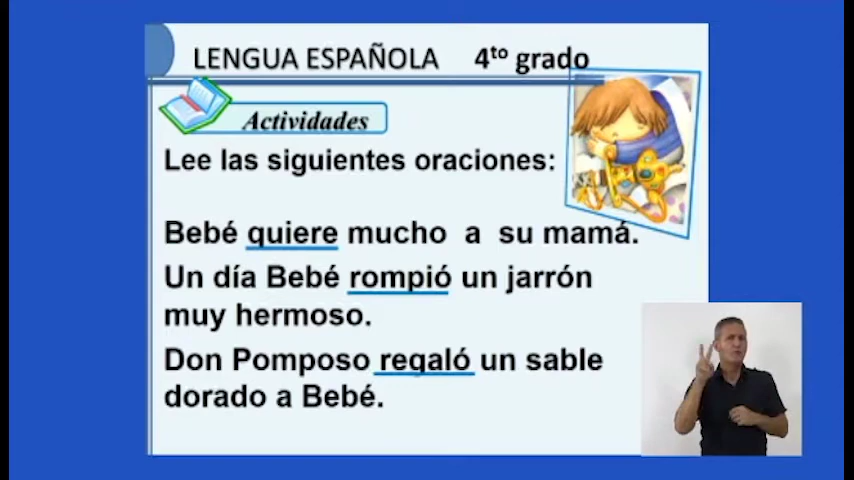 LENGUA ESPAÑOLA 4to grado
Actividades
Lee las siguientes oraciones:
Bebé quiere mucho a su mamá.
Un día Bebé rompió un jarrón
muy hermoso.
Don Pomposo regaló un sable
dorado a Bebé.